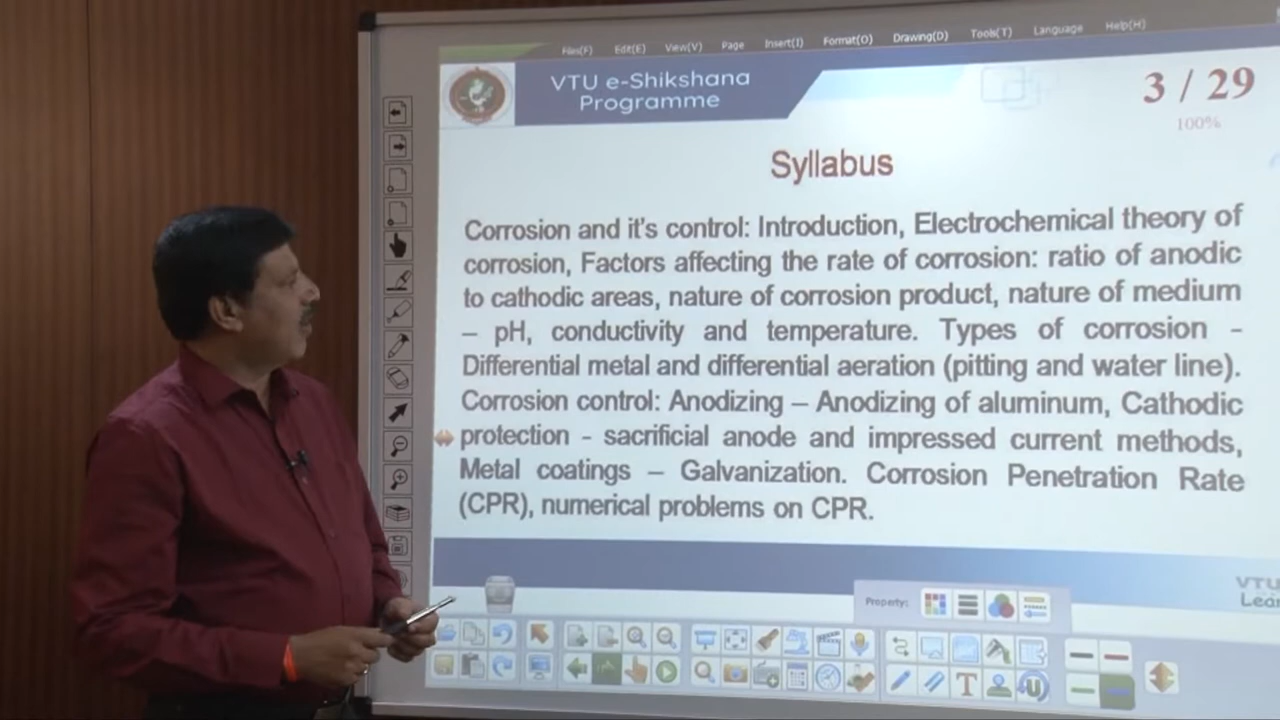 Files(F) Edit(E) View(V) Page Insert(I) Format(O) Drawing(D) Tools(T) Language Help(H)
VTU e-Shikshana
Programme
3 / 29
100%
Syllabus
Corrosion and it's control: Introduction, Electrochemical theory of
corrosion, Factors affecting the rate of corrosion: ratio of anodic
to cathodic areas, nature of corrosion product, nature of medium
– pH, conductivity and temperature. Types of corrosion -
Differential metal and differential aeration (pitting and water line).
Corrosion control: Anodizing – Anodizing of aluminum, Cathodic
protection - sacrificial anode and impressed current methods,
Metal coatings – Galvanization. Corrosion Penetration Rate
(CPR), numerical problems on CPR.
VTU
Property: